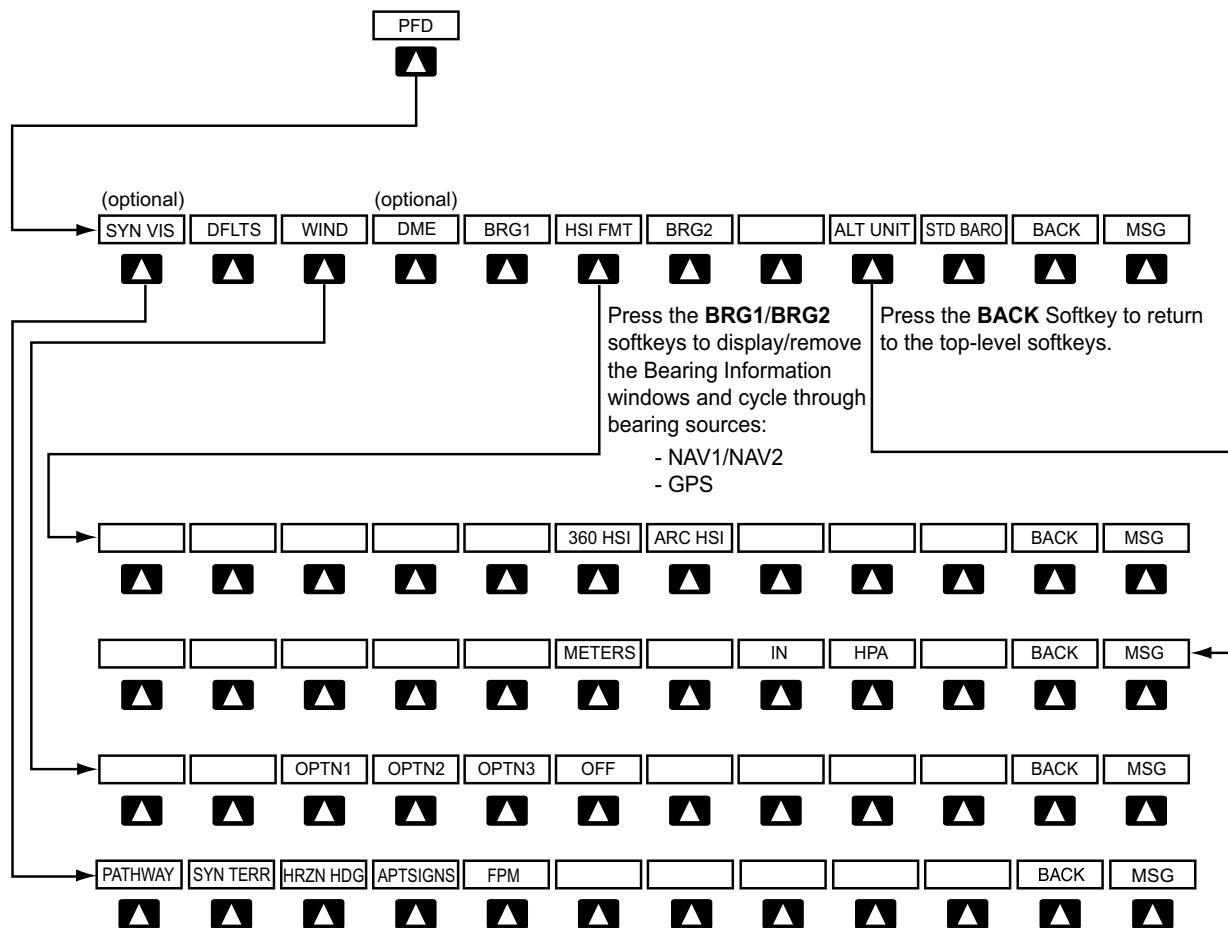 PFD
(optional) (optional)
SYN VIS DFLTS WIND DME BRG1 HSI FMT BRG2 ALT UNIT STD BARO BACK MSG
Press the BRG1/BRG2
softkeys to display/remove
the Bearing Information
windows and cycle through
bearing sources:
- NAV1/NAV2
- GPS
Press the BACK Softkey to return
to the top-level softkeys.
360 HSI ARC HSI BACK MSG
METERS IN HPA BACK MSG
OPTN1 OPTN2 OPTN3 OFF BACK MSG
PATHWAY SYN TERR HRZN HDG APTSIGNS FPM BACK MSG